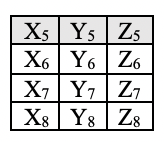 X₅ Y₅ Z₅
X₆ Y₆ Z₆
X₇ Y₇ Z₇
X₈ Y₈ Z₈